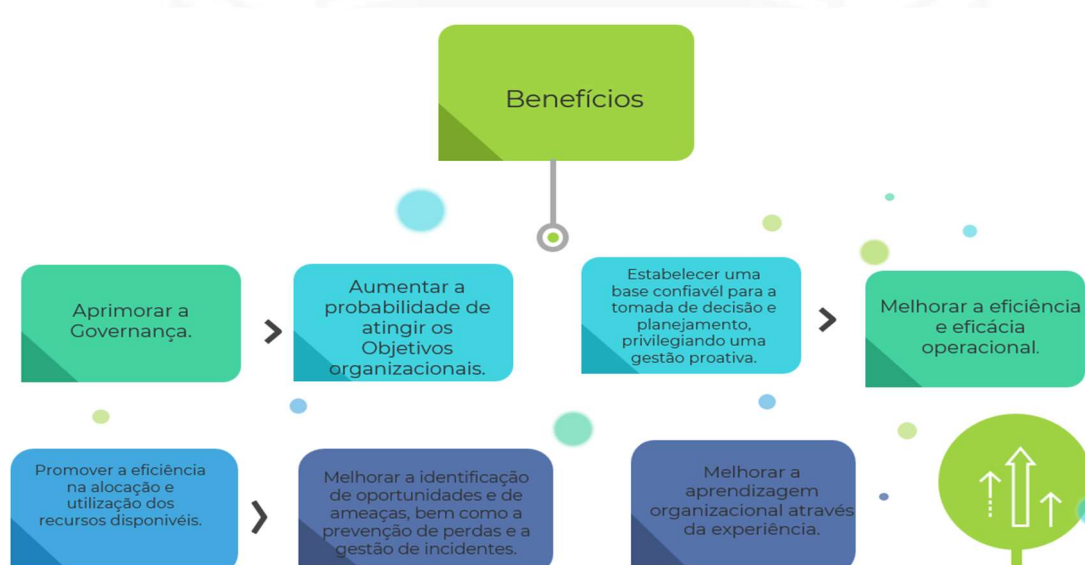 Benefícios
Aprimorar a
Governança.
Aumentar a
probabilidade de
atingir os
Objetivos
organizacionais.
Estabelecer uma
base confiavél para a
tomada de decisão e
planejamento,
privilegiando uma
gestão proativa.
Melhorar a eficiência
e eficácia
operacional.
Promover a eficiência
na alocação e
utilização dos
recursos disponivéis.
Melhorar a identificação
de oportunidades e de
ameaças, bem como a
prevenção de perdas e a
gestão de incidentes.
Melhorar a
aprendizagem
organizacional através
da experiência.